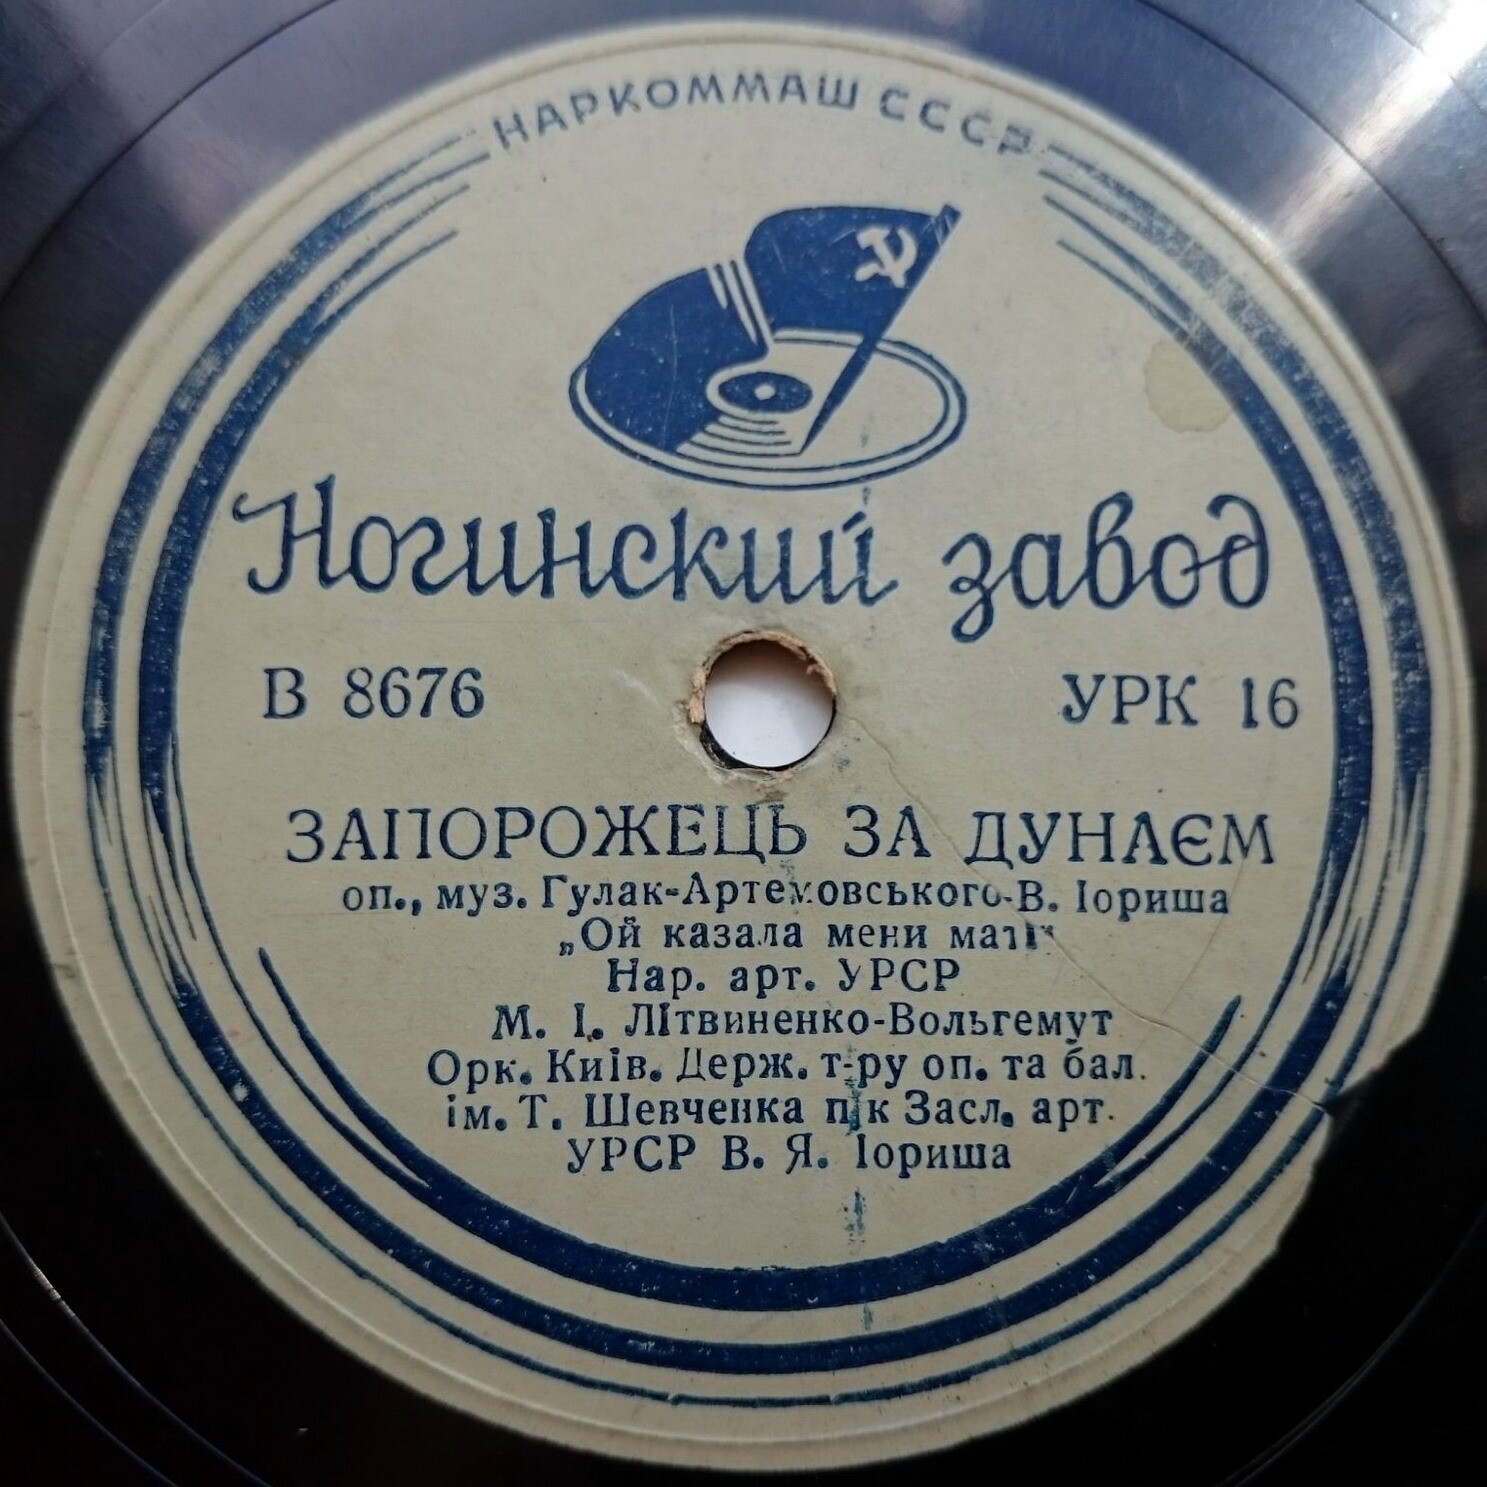 НАРКОММАШ СССР
Ногинский завод
В 8676
УРК 16
ЗАПОРОЖЕЦЬ ЗА ДУНАЄМ
оп., муз. Гулак-Артемовського-В. Іориша
„Ой казала мени маті“
Нар. арт. УРСР
М. І. Літвиненко-Вольгемут
Орк. Київ. Держ. т-ру оп. та бал.
ім. Т. Шевченка п/к Засл. арт.
УРСР В. Я. Іориша